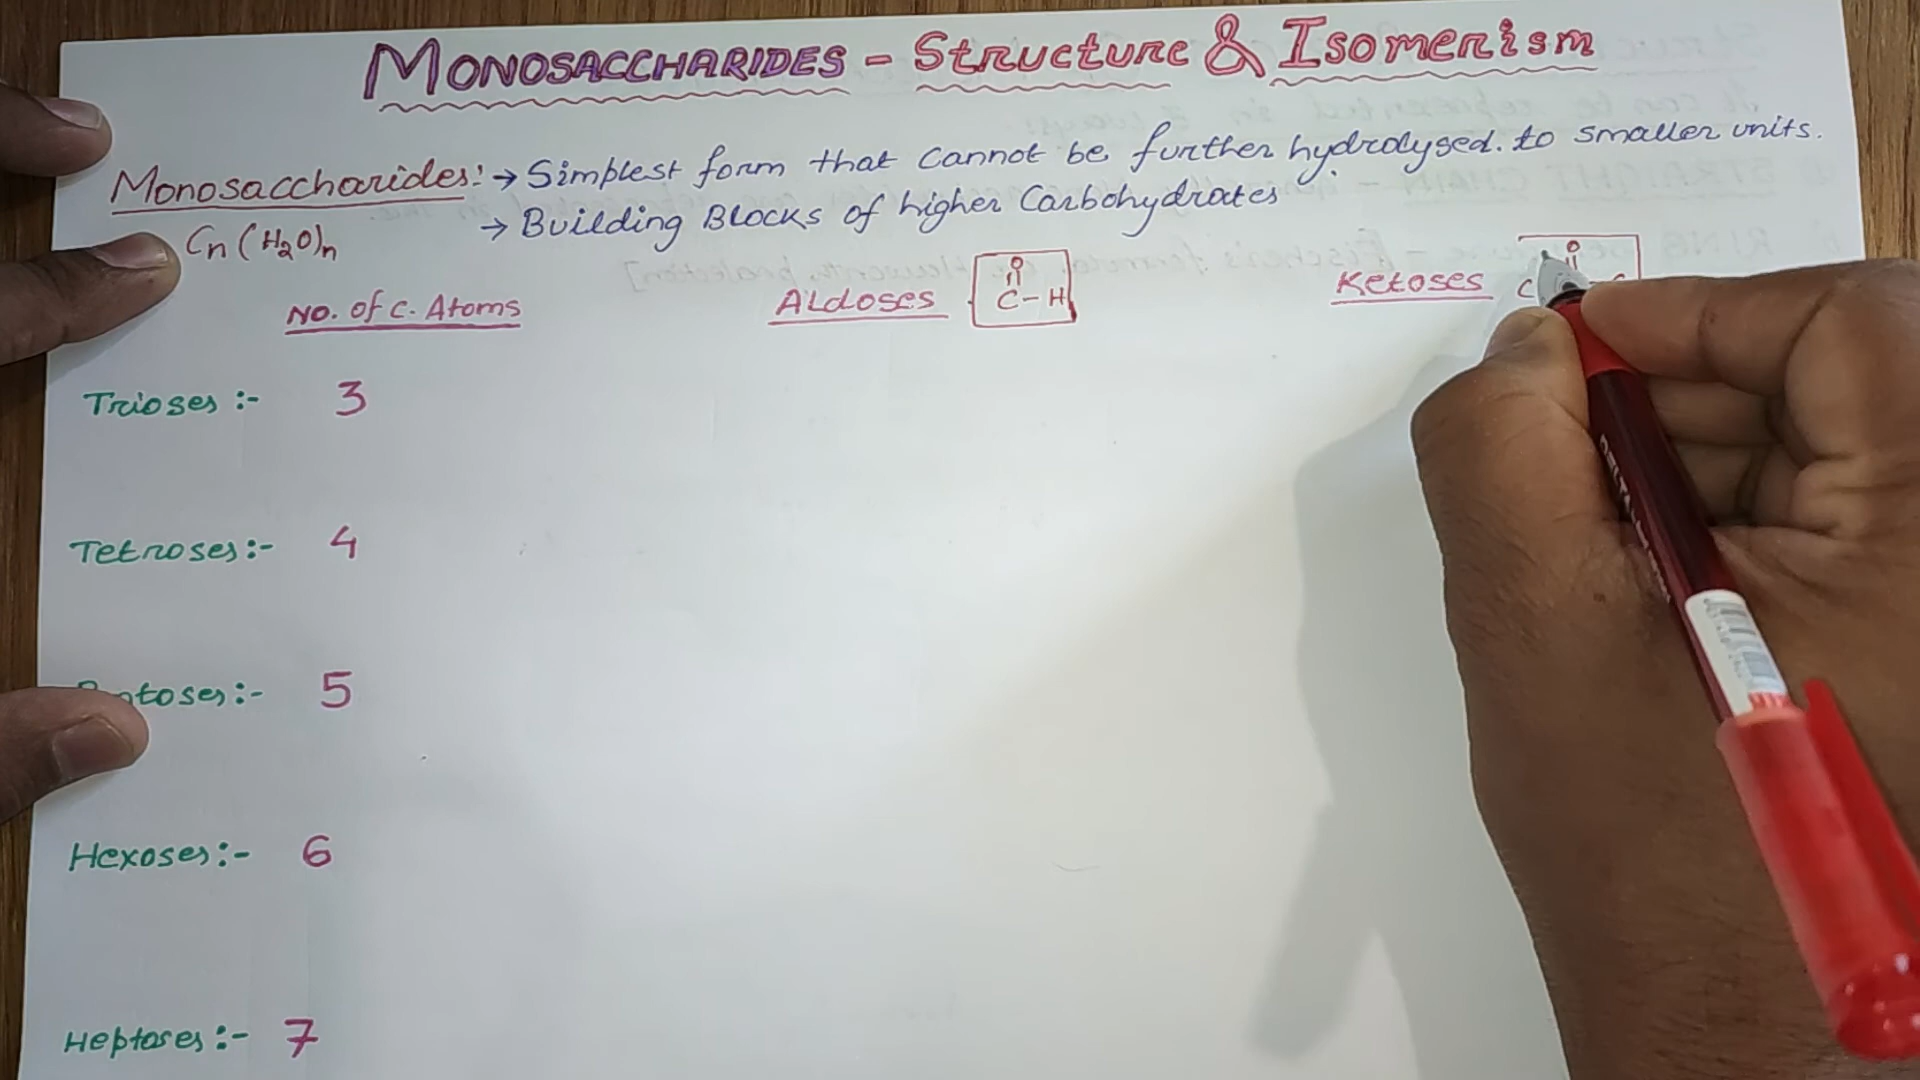 MONOSACCHARIDES - Structure & Isomerism
Monosaccharides:→ Simplest form that cannot be further hydrolysed. to smaller units.
→ Building Blocks of higher Carbohydrates
Cn (H2O)n
NO. of C. Atoms
Aldoses
O
C-H
Ketoses
O
C
Trioses :- 3
Tetroses:- 4
5
Hexoses:- 6
Heptoses:- 7